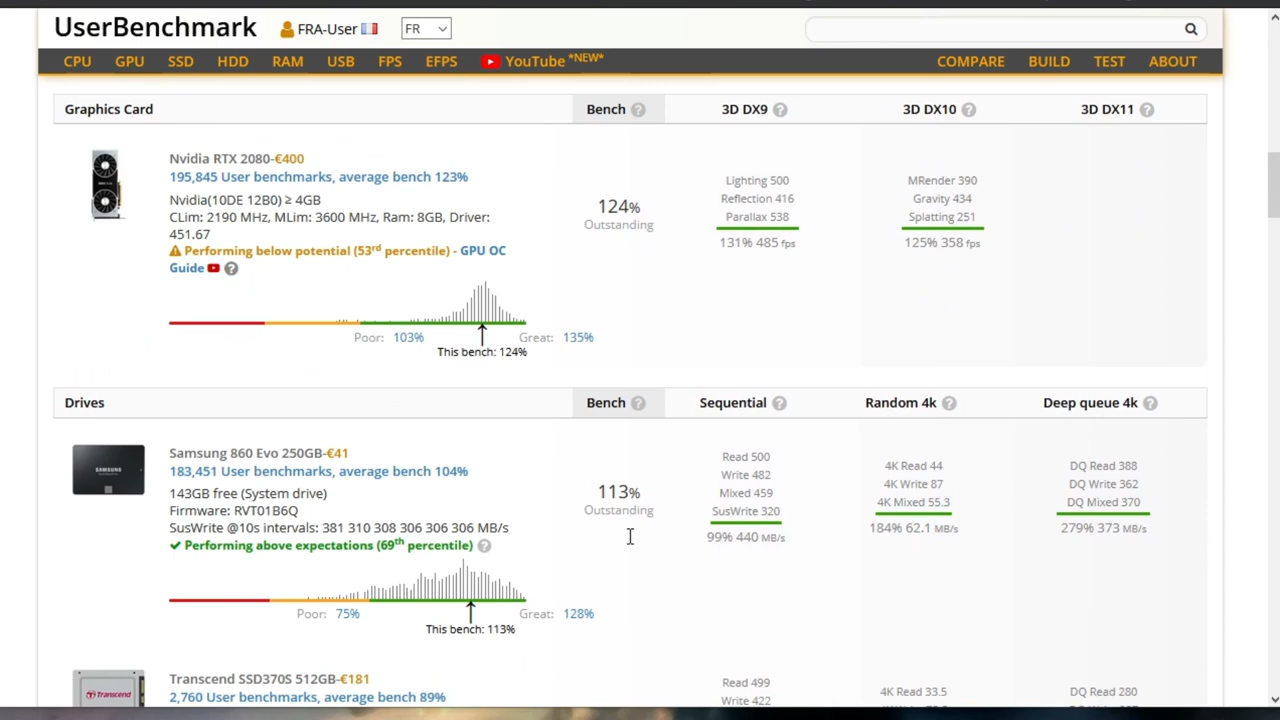 UserBenchmark FRA-User FR
CPU GPU SSD HDD RAM USB FPS EFPS YouTube *NEW* COMPARE BUILD TEST ABOUT
Graphics Card Bench ? 3D DX9 ? 3D DX10 ? 3D DX11 ?
Nvidia RTX 2080-€400
195,845 User benchmarks, average bench 123%
Nvidia(10DE 12B0) ≥ 4GB
CLim: 2190 MHz, MLim: 3600 MHz, Ram: 8GB, Driver:
451.67
Performing below potential (53rd percentile) - GPU OC
Guide ?
Poor: 103% Great: 135%
This bench: 124%
124%
Outstanding
Lighting 500
Reflection 416
Parallax 538
131% 485 fps
MRender 390
Gravity 434
Splatting 251
125% 358 fps
Drives Bench ? Sequential ? Random 4k ? Deep queue 4k ?
SAMSUNG
Samsung 860 Evo 250GB-€41
183,451 User benchmarks, average bench 104%
143GB free (System drive)
Firmware: RVT01B6Q
SusWrite @10s intervals: 381 310 308 306 306 306 MB/s
Performing above expectations (69th percentile) ?
Poor: 75% Great: 128%
This bench: 113%
113%
Outstanding
Read 500
Write 482
Mixed 459
SusWrite 320
99% 440 MB/s
4K Read 44
4K Write 87
4K Mixed 55.3
184% 62.1 MB/s
DQ Read 388
DQ Write 362
DQ Mixed 370
279% 373 MB/s
Transcend
Transcend SSD370S 512GB-€181
2,760 User benchmarks, average bench 89%
Read 499
Write 422
4K Read 33.5
DQ Read 280